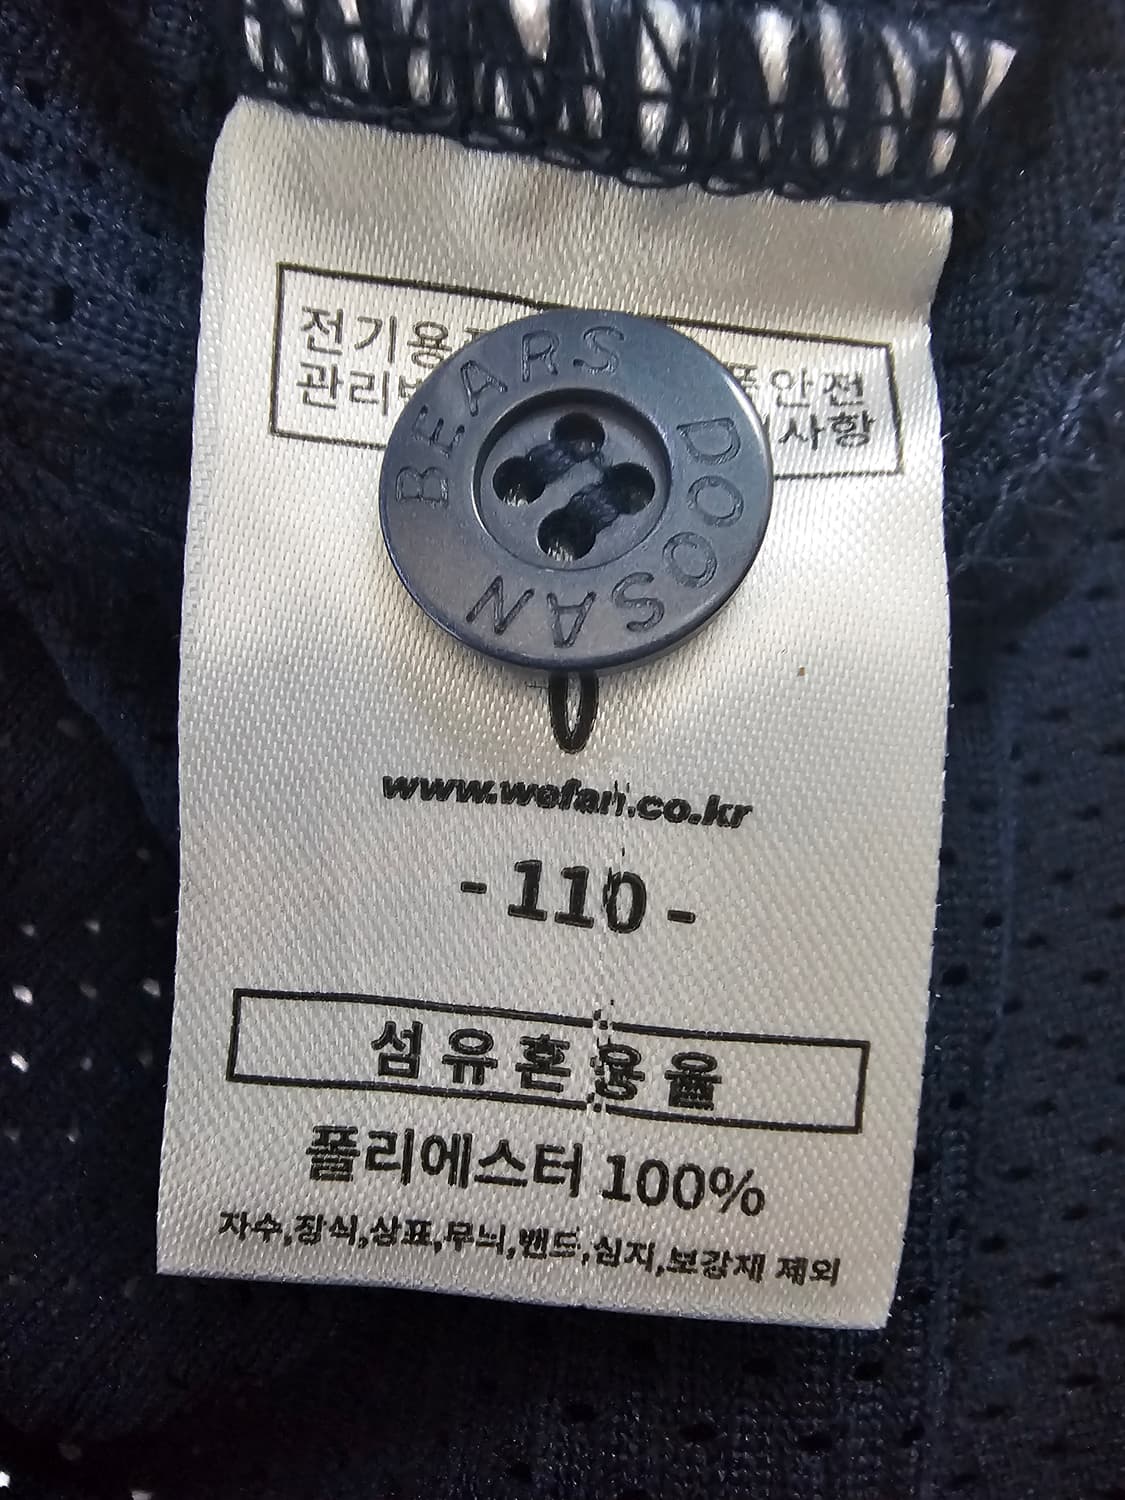 전기용
품안전
관리
사항
BEARS DOOSAN
www.wefan.co.kr
- 110 -
섬유혼용율
폴리에스터 100%
자수,장식,상표,무늬,밴드,심지,보강재 제외